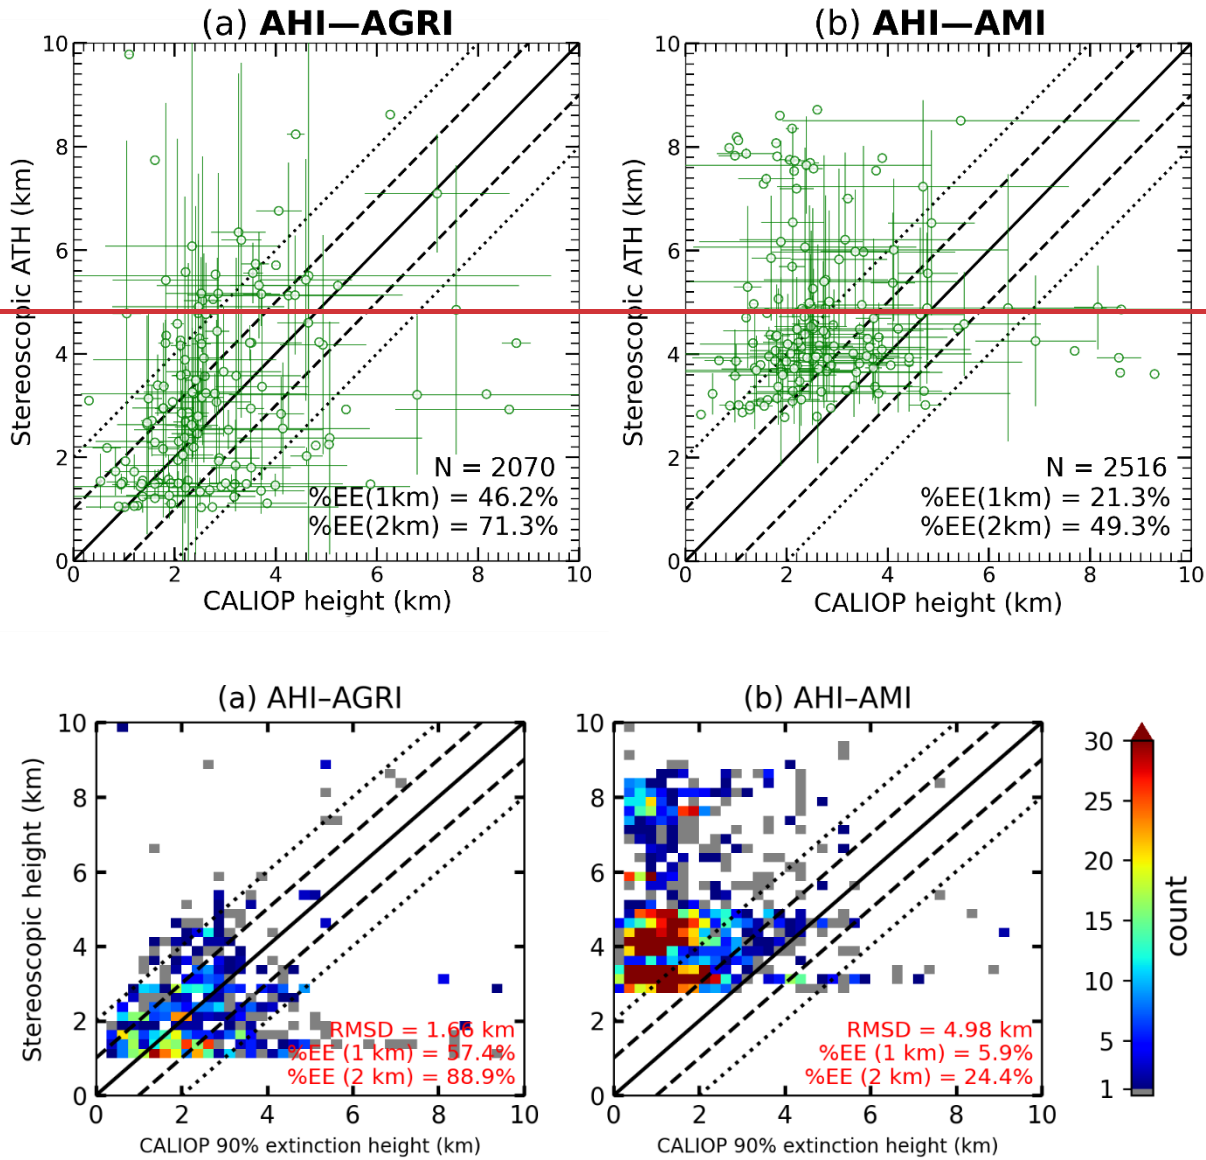 (a) AHI—AGRI
(b) AHI—AMI
Stereoscopic ATH (km)
10
8
6
4
2
0
0 2 4 6 8 10
CALIOP height (km)
N = 2070
%EE(1km) = 46.2%
%EE(2km) = 71.3%
Stereoscopic ATH (km)
10
8
6
4
2
0
0 2 4 6 8 10
CALIOP height (km)
N = 2516
%EE(1km) = 21.3%
%EE(2km) = 49.3%
(a) AHI–AGRI
(b) AHI–AMI
Stereoscopic height (km)
10
8
6
4
2
0
0 2 4 6 8 10
CALIOP 90% extinction height (km)
RMSD = 1.66 km
%EE (1 km) = 57.4%
%EE (2 km) = 88.9%
10
8
6
4
2
0
0 2 4 6 8 10
CALIOP 90% extinction height (km)
RMSD = 4.98 km
%EE (1 km) = 5.9%
%EE (2 km) = 24.4%
30
25
20
15
10
5
1
count